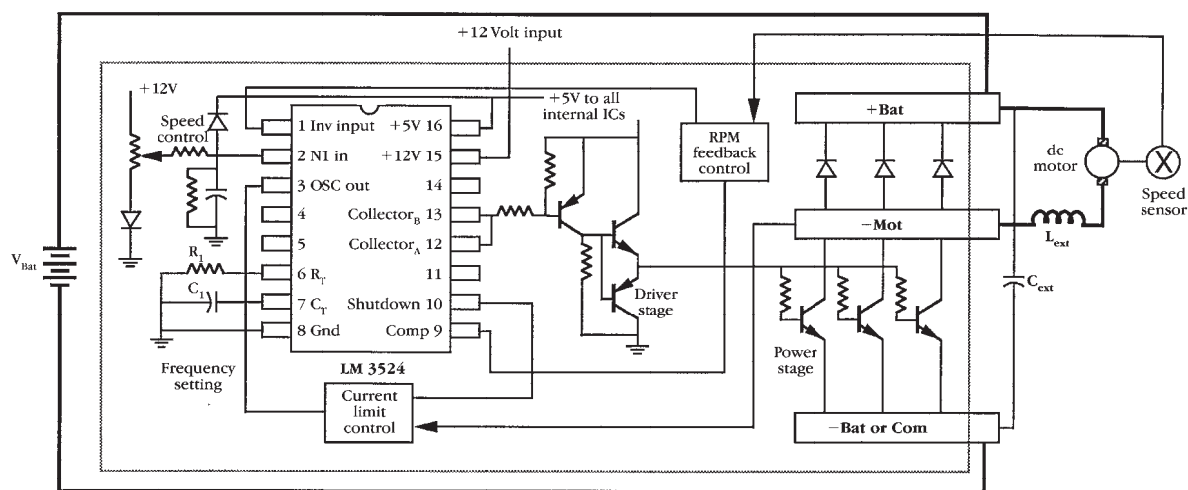 +12 Volt input
+12V
Speed
control
1 Inv input
2 N1 in
3 OSC out
4
5
6 R_T
7 C_T
8 Gnd
+5V 16
+12V 15
14
Collector_B 13
Collector_A 12
11
Shutdown 10
Comp 9
LM 3524
R_1
C_1
Frequency
setting
V_Bat
+5V to all
internal ICs
RPM
feedback
control
Driver
stage
Current
limit
control
+Bat
−Mot
Power
stage
−Bat or Com
dc
motor
Speed
sensor
X
L_ext
C_ext